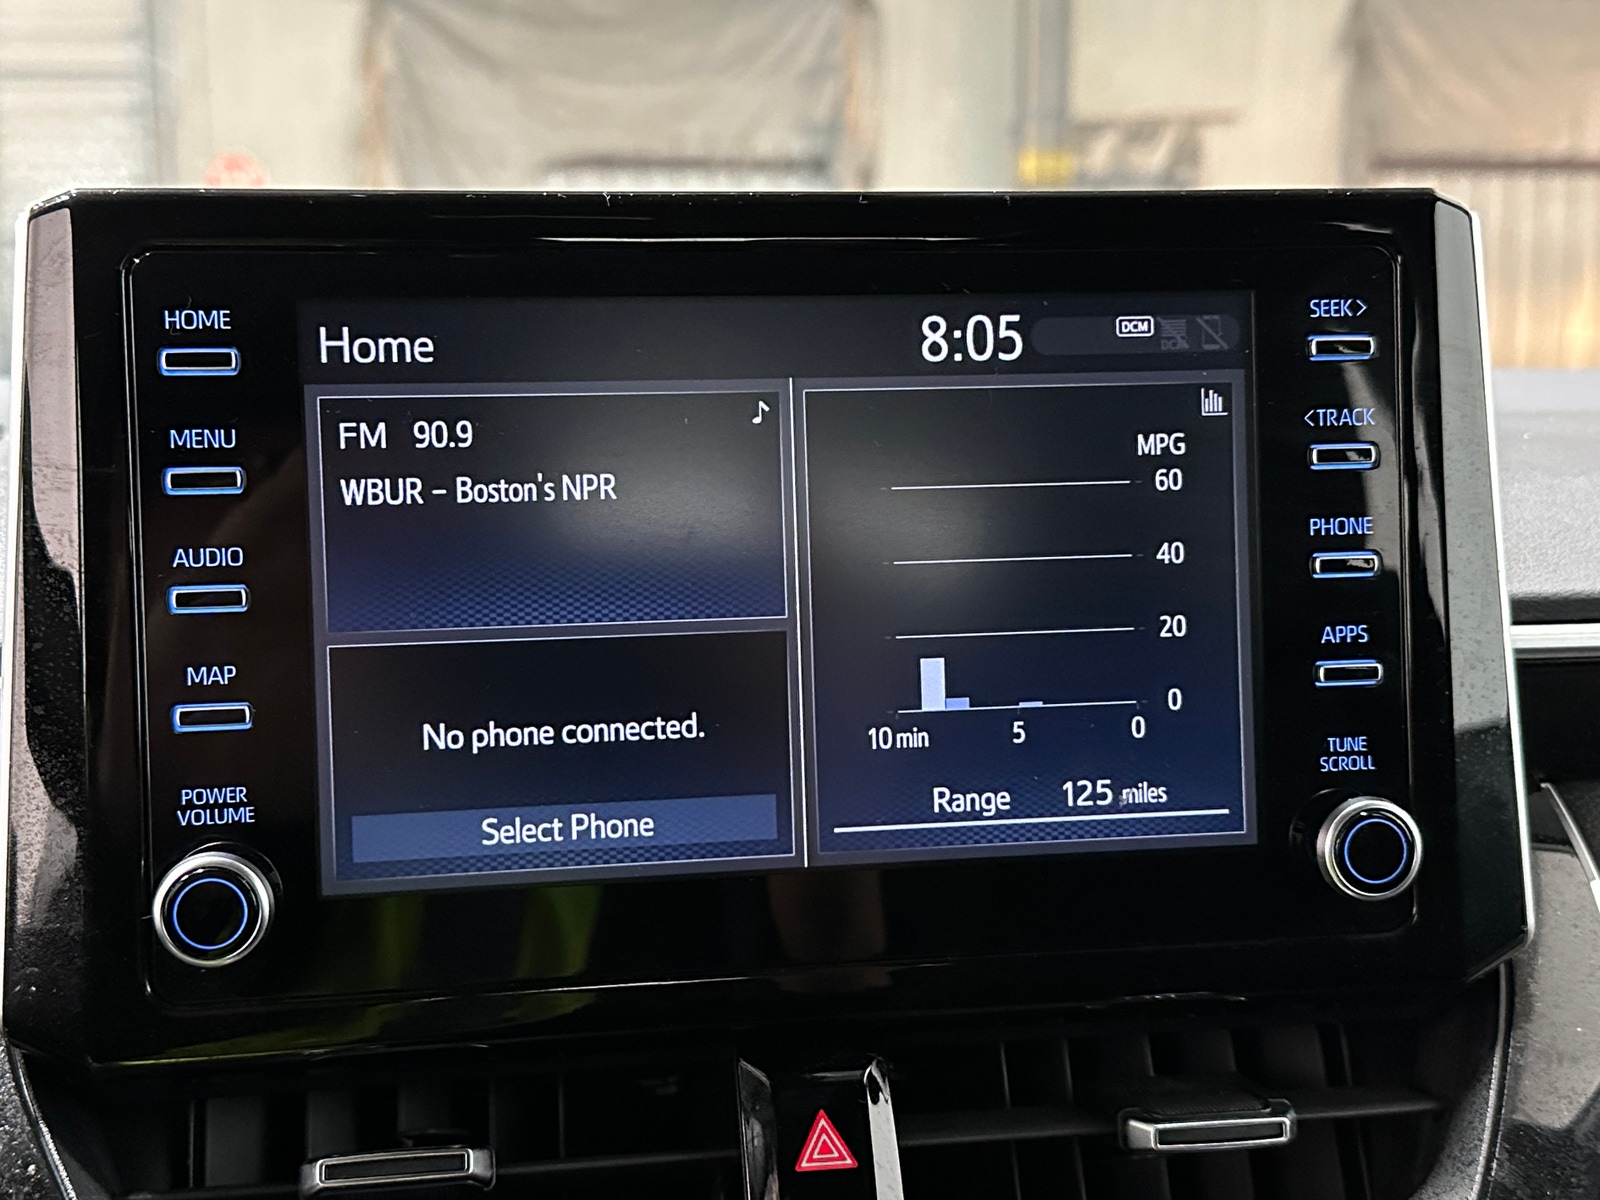 HOME
MENU
AUDIO
MAP
POWER
VOLUME
Home
8:05
DCM
DCM
FM 90.9
WBUR - Boston's NPR
No phone connected.
Select Phone
MPG
60
40
20
0
10 min 5 0
Range 125 miles
SEEK>
<TRACK
PHONE
APPS
TUNE
SCROLL